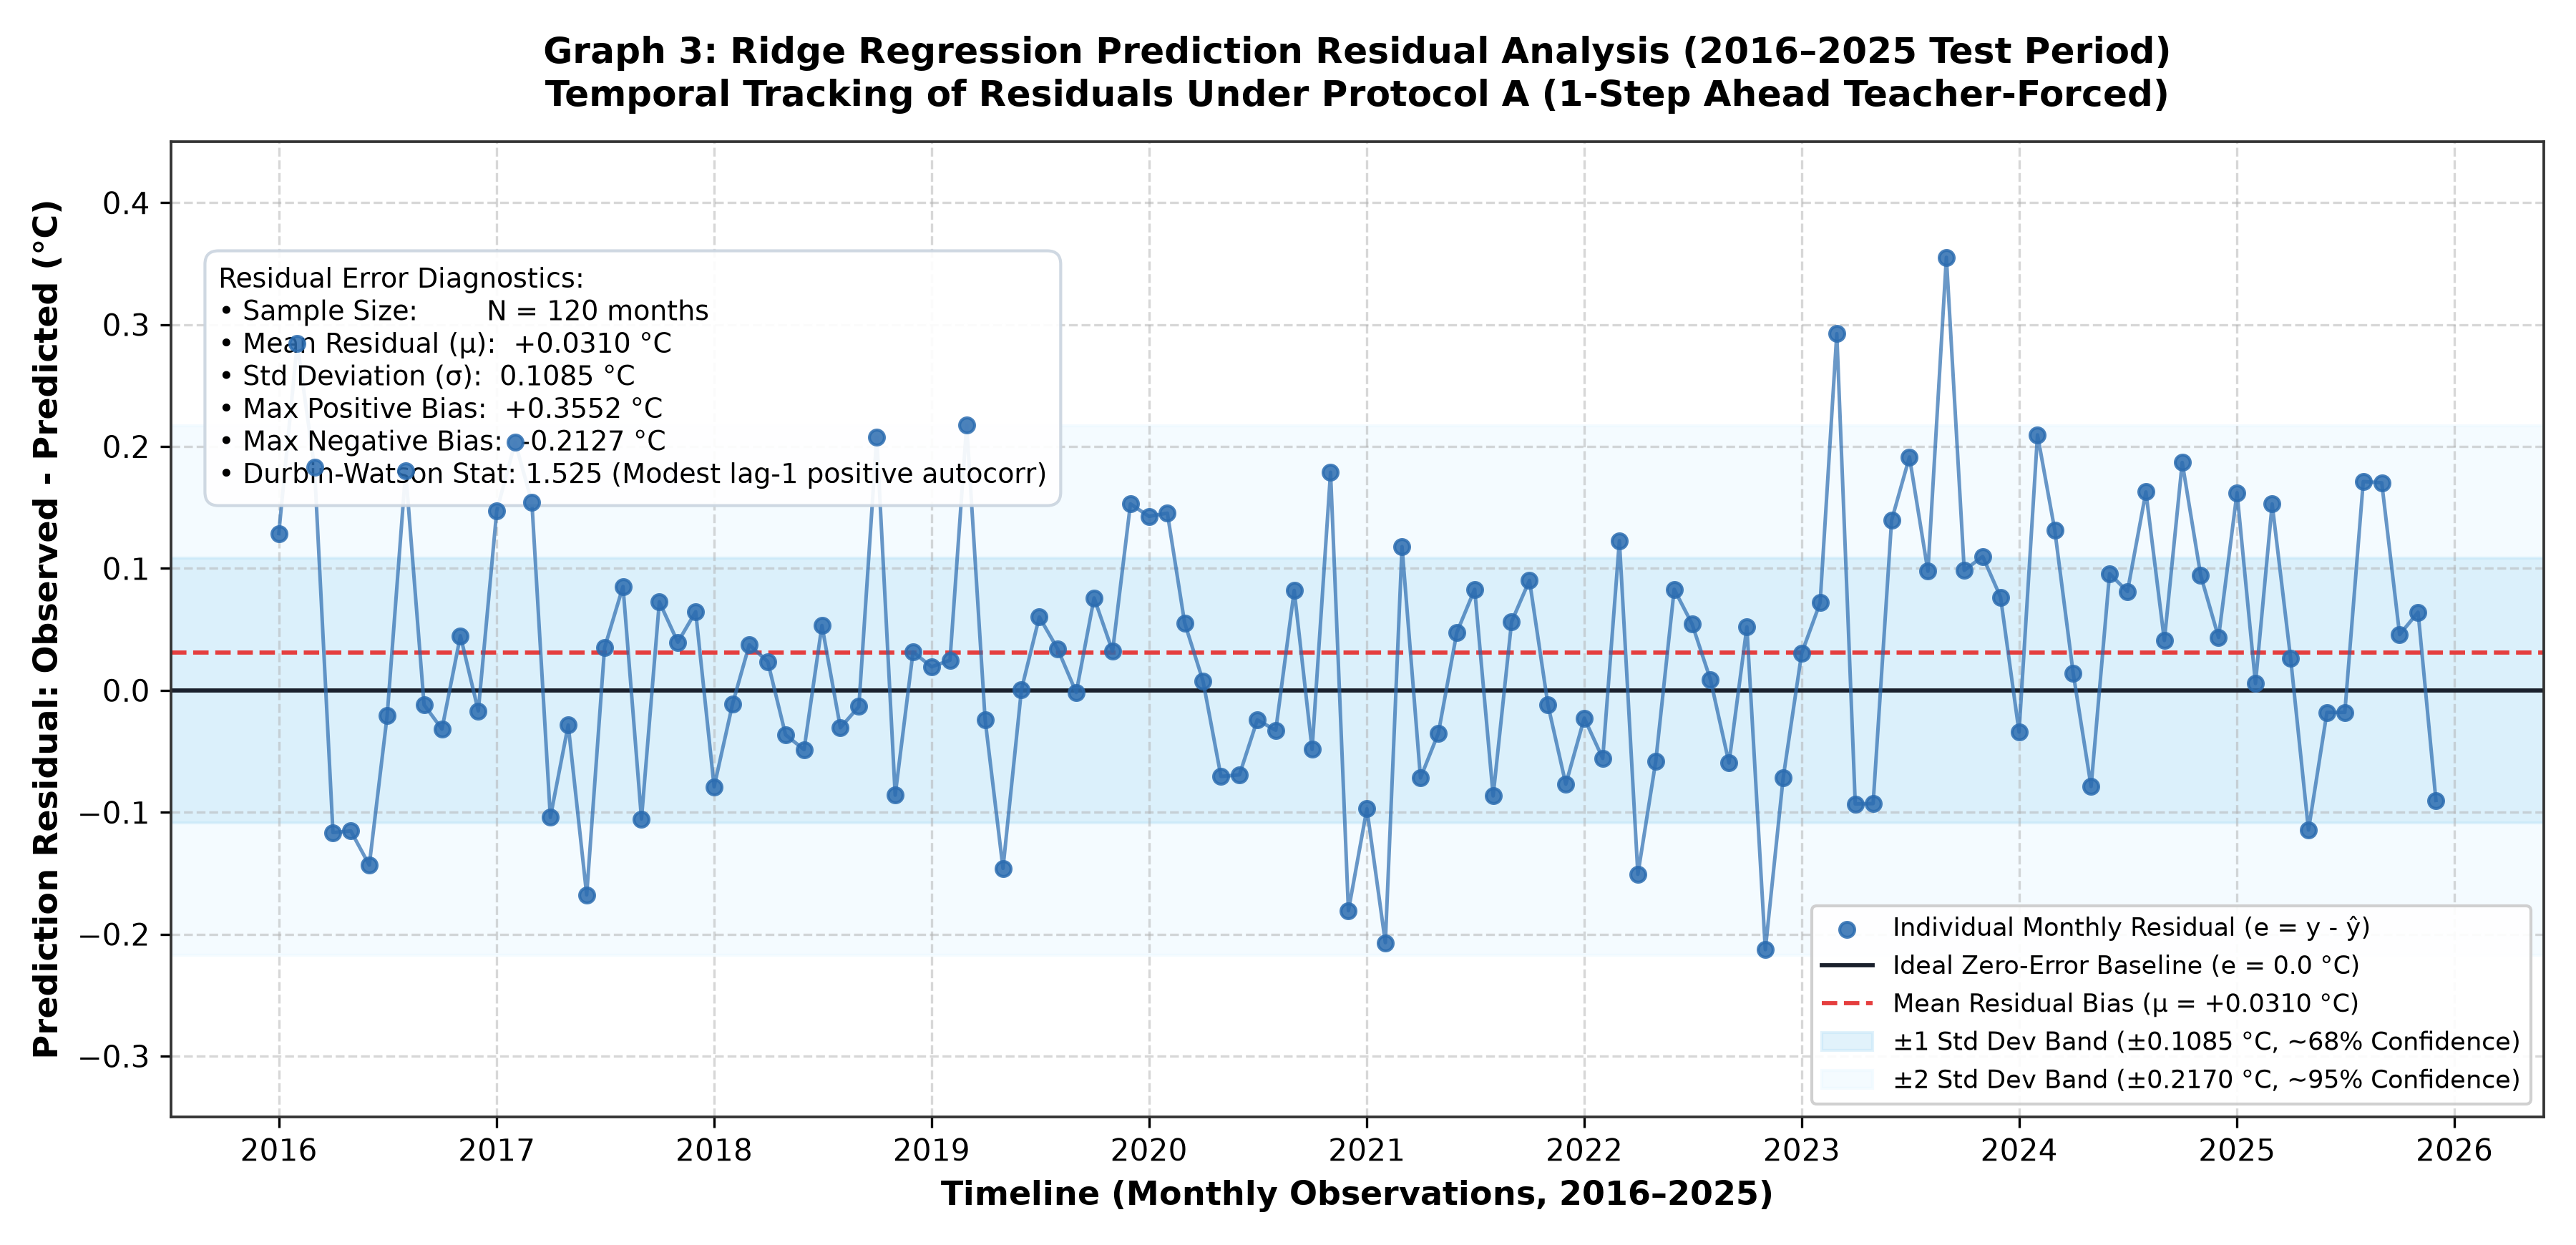 Graph 3: Ridge Regression Prediction Residual Analysis (2016–2025 Test Period)
Temporal Tracking of Residuals Under Protocol A (1-Step Ahead Teacher-Forced)
Prediction Residual: Observed - Predicted (°C)
0.4
0.3
0.2
0.1
0.0
−0.1
−0.2
−0.3
Residual Error Diagnostics:
• Sample Size: N = 120 months
• Mean Residual (μ): +0.0310 °C
• Std Deviation (σ): 0.1085 °C
• Max Positive Bias: +0.3552 °C
• Max Negative Bias: -0.2127 °C
• Durbin-Watson Stat: 1.525 (Modest lag-1 positive autocorr)
Individual Monthly Residual (e = y - ŷ)
Ideal Zero-Error Baseline (e = 0.0 °C)
Mean Residual Bias (μ = +0.0310 °C)
±1 Std Dev Band (±0.1085 °C, ~68% Confidence)
±2 Std Dev Band (±0.2170 °C, ~95% Confidence)
2016 2017 2018 2019 2020 2021 2022 2023 2024 2025 2026
Timeline (Monthly Observations, 2016–2025)